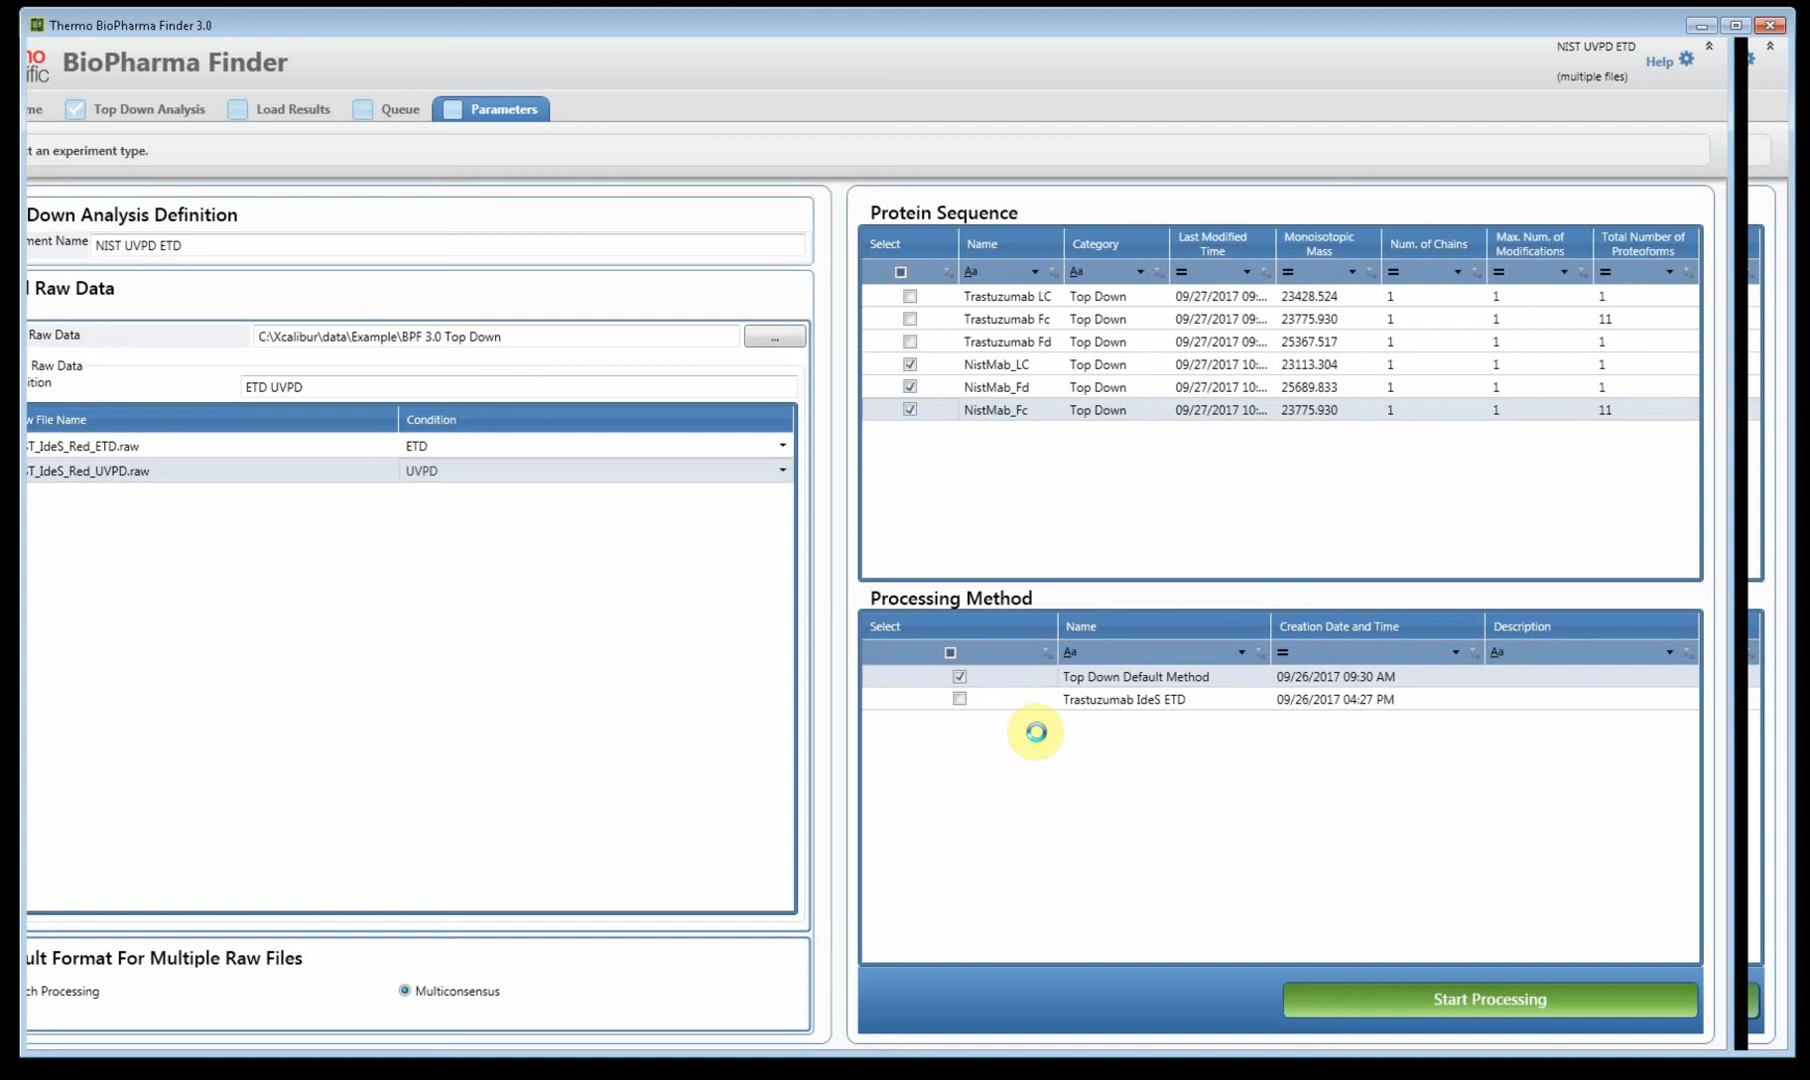 Thermo BioPharma Finder 3.0
BioPharma Finder
NIST UVPD ETD
Help
(multiple files)
Top Down Analysis
Load Results
Queue
Parameters
t an experiment type.
Down Analysis Definition
ment Name NIST UVPD ETD
Raw Data
Raw Data C:\Xcalibur\data\Example\BPF 3.0 Top Down ...
Raw Data
ition ETD UVPD
w File Name Condition
T_IdeS_Red_ETD.raw ETD
T_IdeS_Red_UVPD.raw UVPD
ult Format For Multiple Raw Files
ch Processing Multiconsensus
Protein Sequence
Select Name Category Last Modified Time Monoisotopic Mass Num. of Chains Max. Num. of Modifications Total Number of Proteoforms
Aa Aa = = = = =
Trastuzumab LC Top Down 09/27/2017 09:... 23428.524 1 1 1
Trastuzumab Fc Top Down 09/27/2017 09:... 23775.930 1 1 11
Trastuzumab Fd Top Down 09/27/2017 09:... 25367.517 1 1 1
NistMab_LC Top Down 09/27/2017 10:... 23113.304 1 1 1
NistMab_Fd Top Down 09/27/2017 10:... 25689.833 1 1 1
NistMab_Fc Top Down 09/27/2017 10:... 23775.930 1 1 11
Processing Method
Select Name Creation Date and Time Description
Aa = Aa
Top Down Default Method 09/26/2017 09:30 AM
Trastuzumab IdeS ETD 09/26/2017 04:27 PM
Start Processing